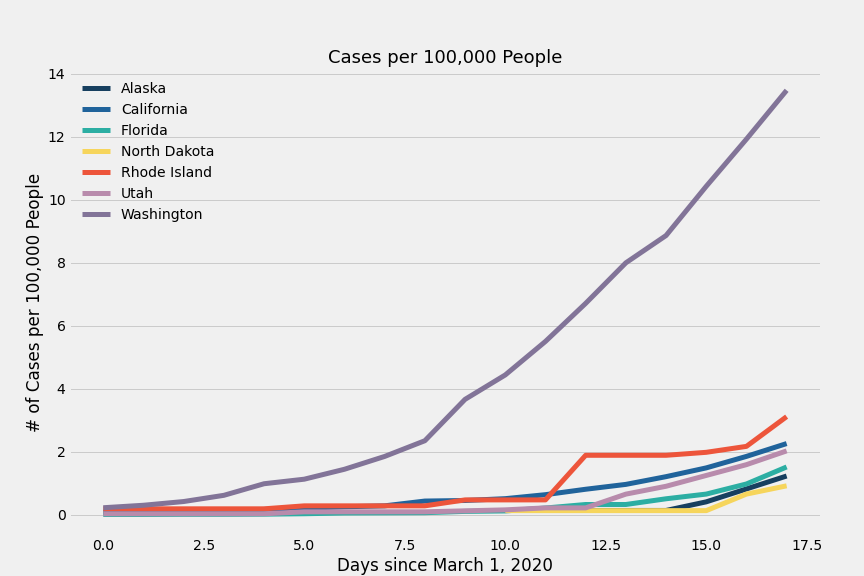 Cases per 100,000 People
14
12
10
8
6
4
2
0
# of Cases per 100,000 People
Alaska
California
Florida
North Dakota
Rhode Island
Utah
Washington
0.0 2.5 5.0 7.5 10.0 12.5 15.0 17.5
Days since March 1, 2020